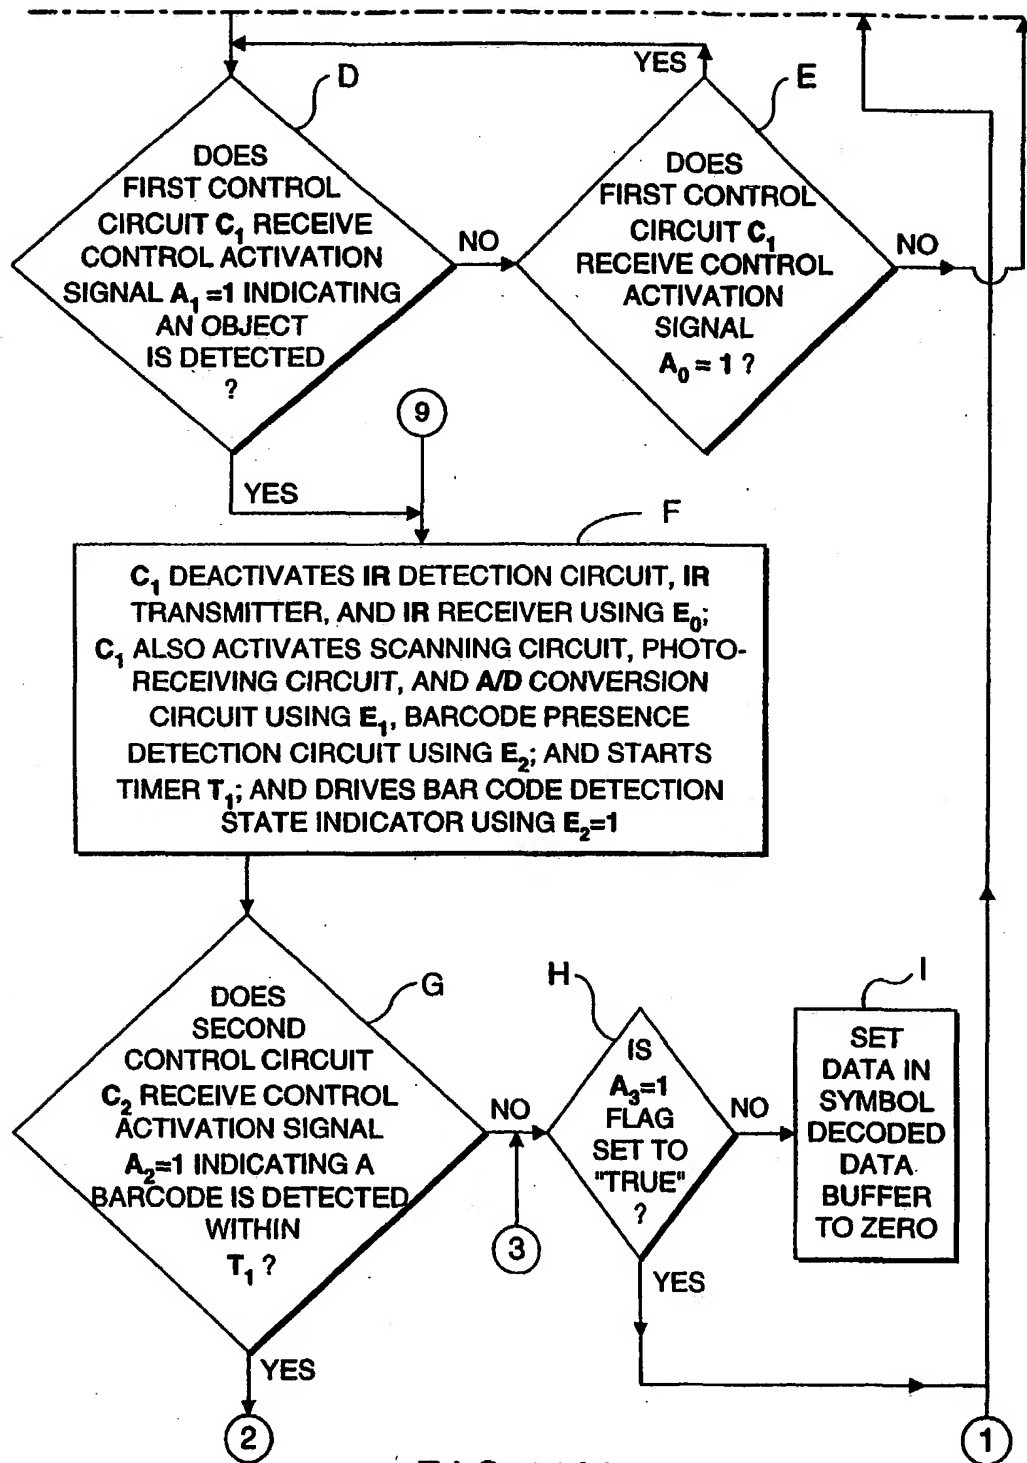 D
YES
E
DOES
FIRST CONTROL
CIRCUIT C₁ RECEIVE
CONTROL ACTIVATION
SIGNAL A₁ =1 INDICATING
AN OBJECT
IS DETECTED
?
NO
DOES
FIRST CONTROL
CIRCUIT C₁
RECEIVE CONTROL
ACTIVATION
SIGNAL
A₀ = 1 ?
NO
9
YES
F
C₁ DEACTIVATES IR DETECTION CIRCUIT, IR
TRANSMITTER, AND IR RECEIVER USING E₀;
C₁ ALSO ACTIVATES SCANNING CIRCUIT, PHOTO-
RECEIVING CIRCUIT, AND A/D CONVERSION
CIRCUIT USING E₁, BARCODE PRESENCE
DETECTION CIRCUIT USING E₂; AND STARTS
TIMER T₁; AND DRIVES BAR CODE DETECTION
STATE INDICATOR USING E₂=1
G
DOES
SECOND
CONTROL CIRCUIT
C₂ RECEIVE CONTROL
ACTIVATION SIGNAL
A₂=1 INDICATING A
BARCODE IS DETECTED
WITHIN
T₁ ?
NO
3
H
IS
A₃=1
FLAG
SET TO
"TRUE"
?
NO
I
SET
DATA IN
SYMBOL
DECODED
DATA
BUFFER
TO ZERO
YES
YES
2
1